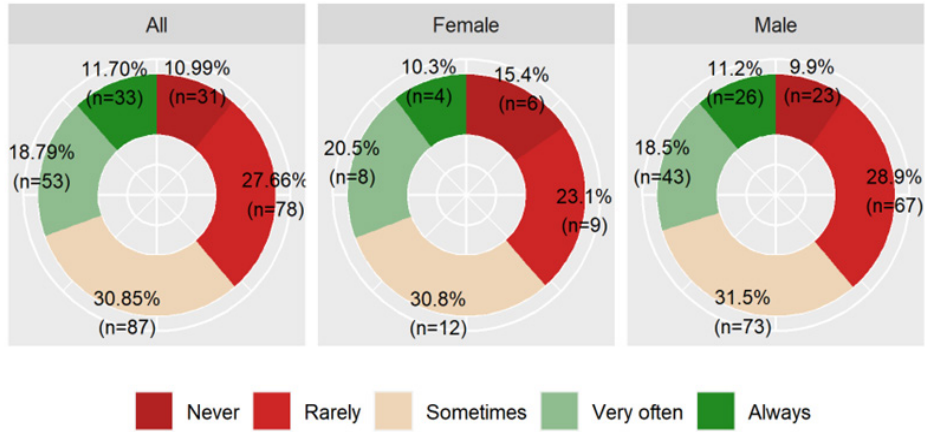 All
Female
Male
11.70%
(n=33)
10.99%
(n=31)
18.79%
(n=53)
27.66%
(n=78)
30.85%
(n=87)
10.3%
(n=4)
15.4%
(n=6)
20.5%
(n=8)
23.1%
(n=9)
30.8%
(n=12)
11.2%
(n=26)
9.9%
(n=23)
18.5%
(n=43)
28.9%
(n=67)
31.5%
(n=73)
Never
Rarely
Sometimes
Very often
Always